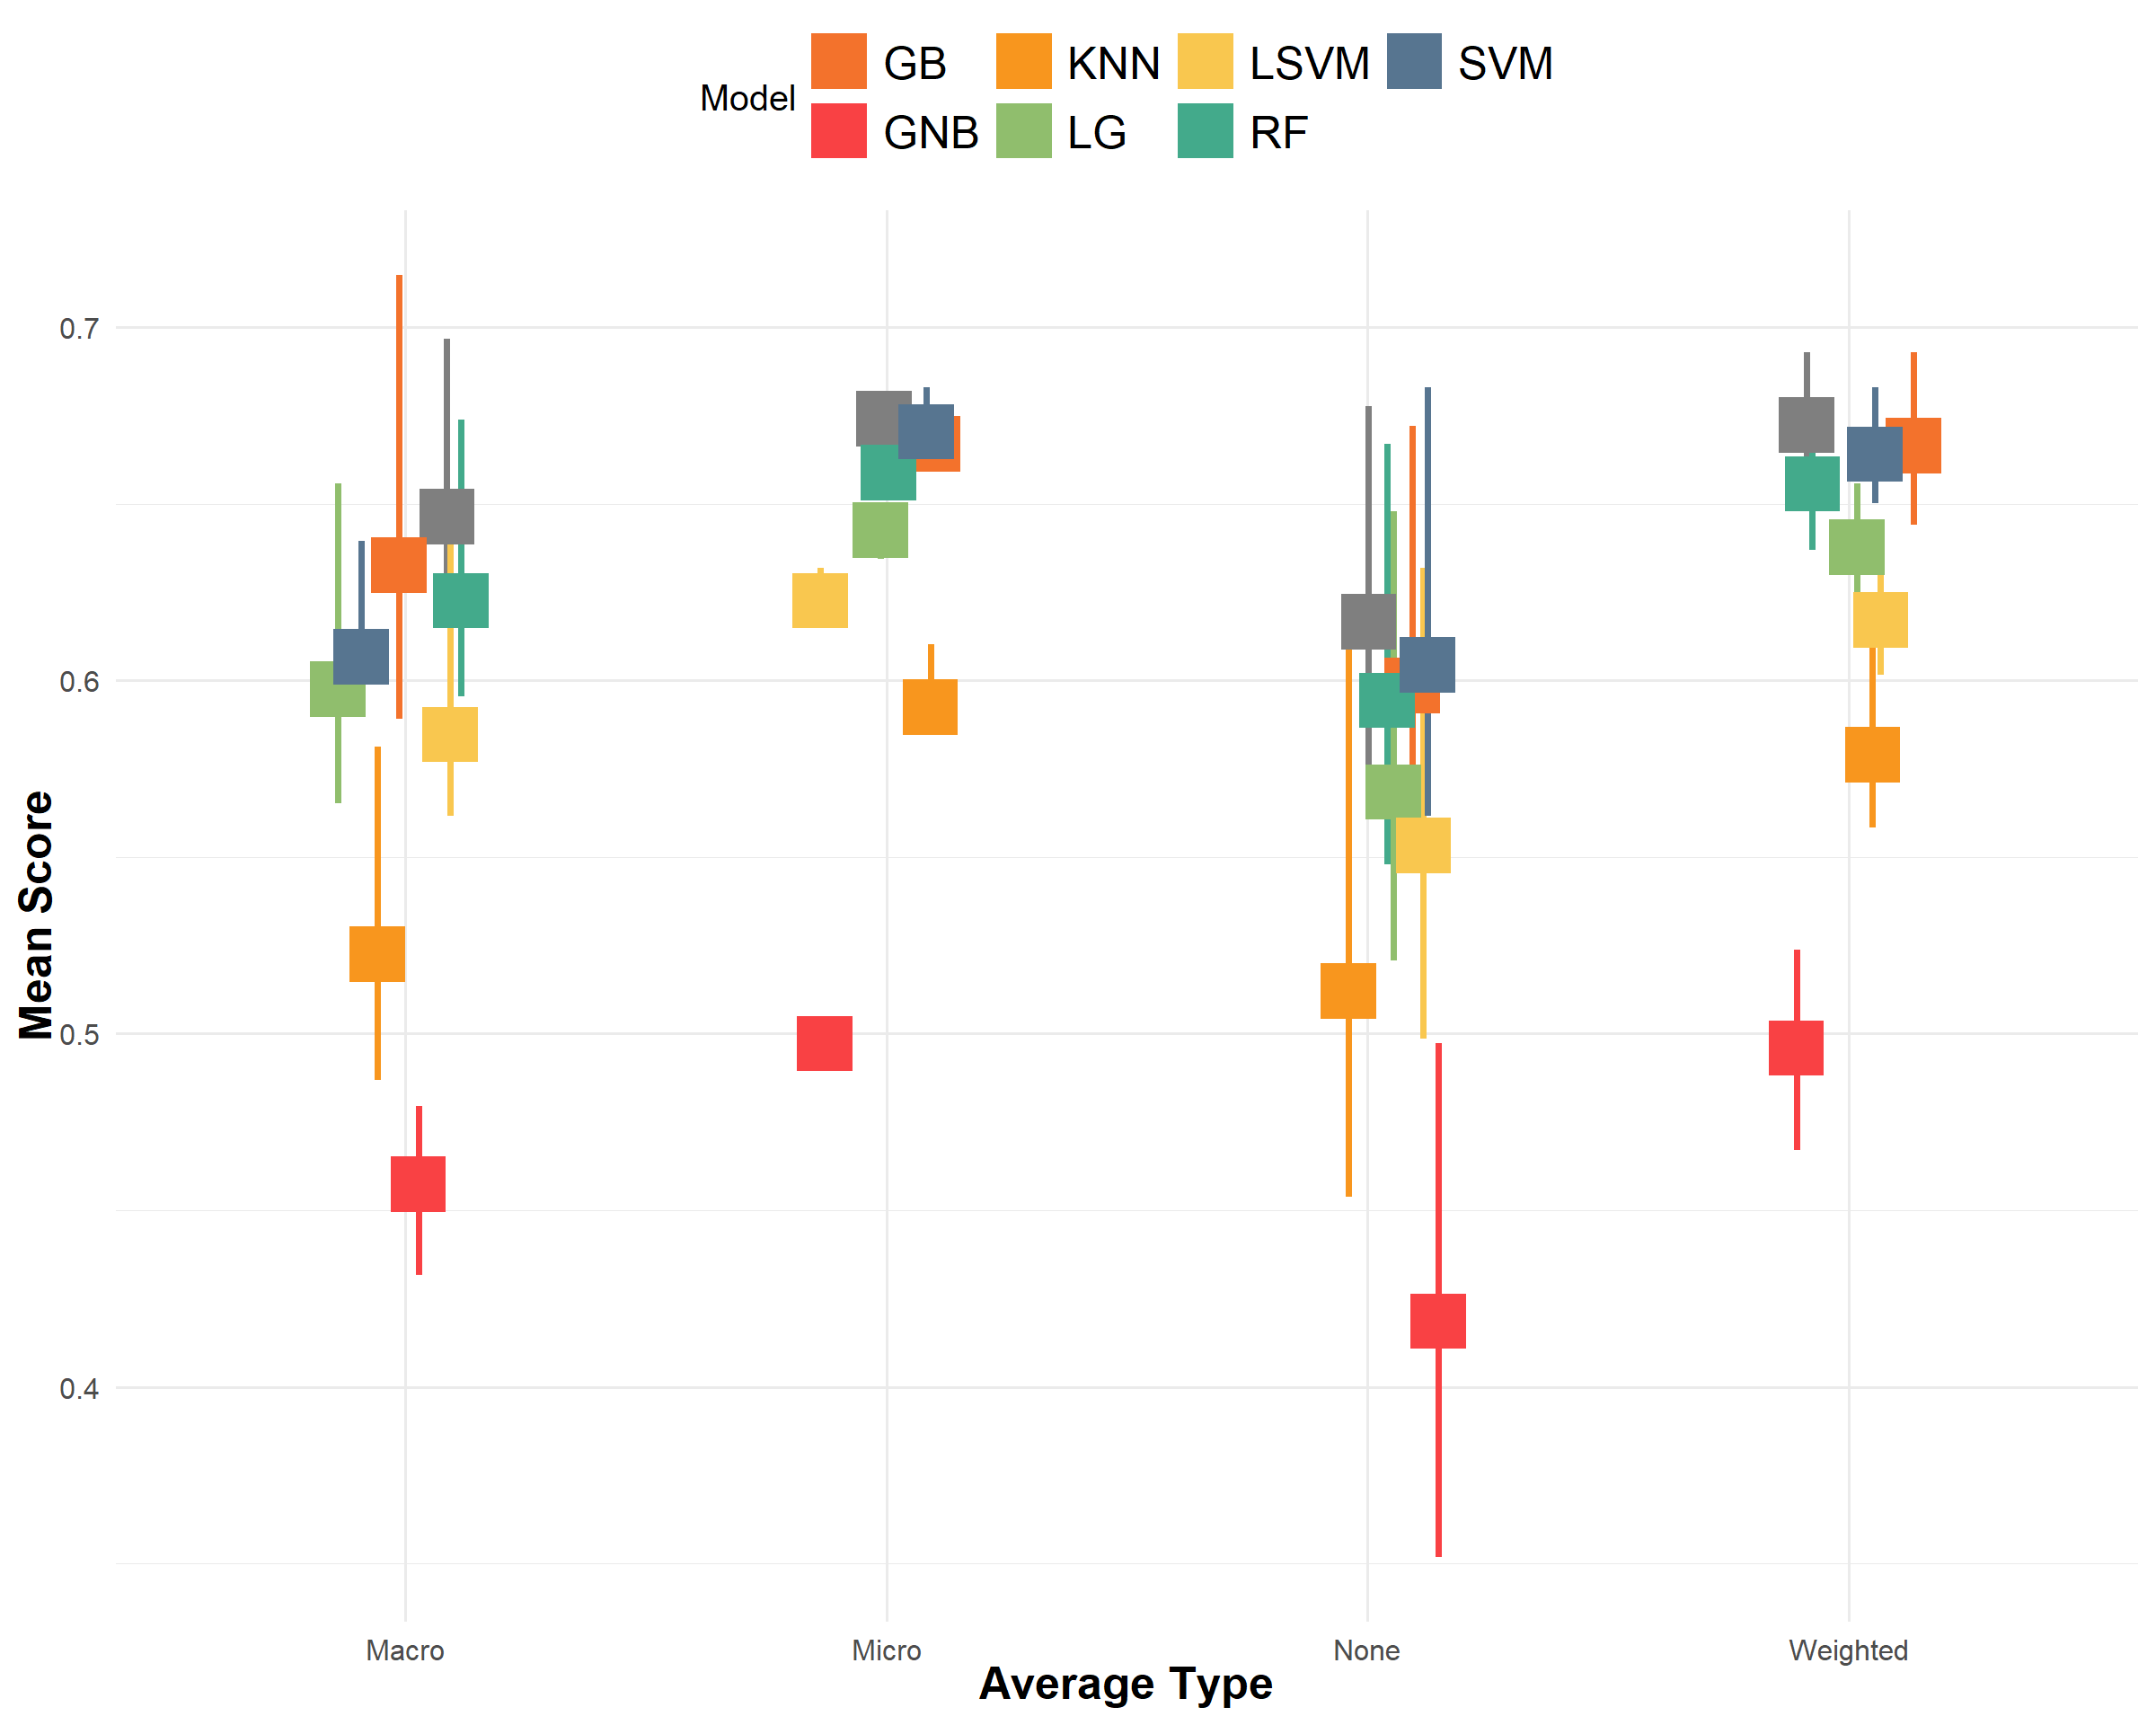 Model
GB KNN LSVM SVM
GNB LG RF
0.7
0.6
0.5
0.4
Mean Score
Macro Micro None Weighted
Average Type